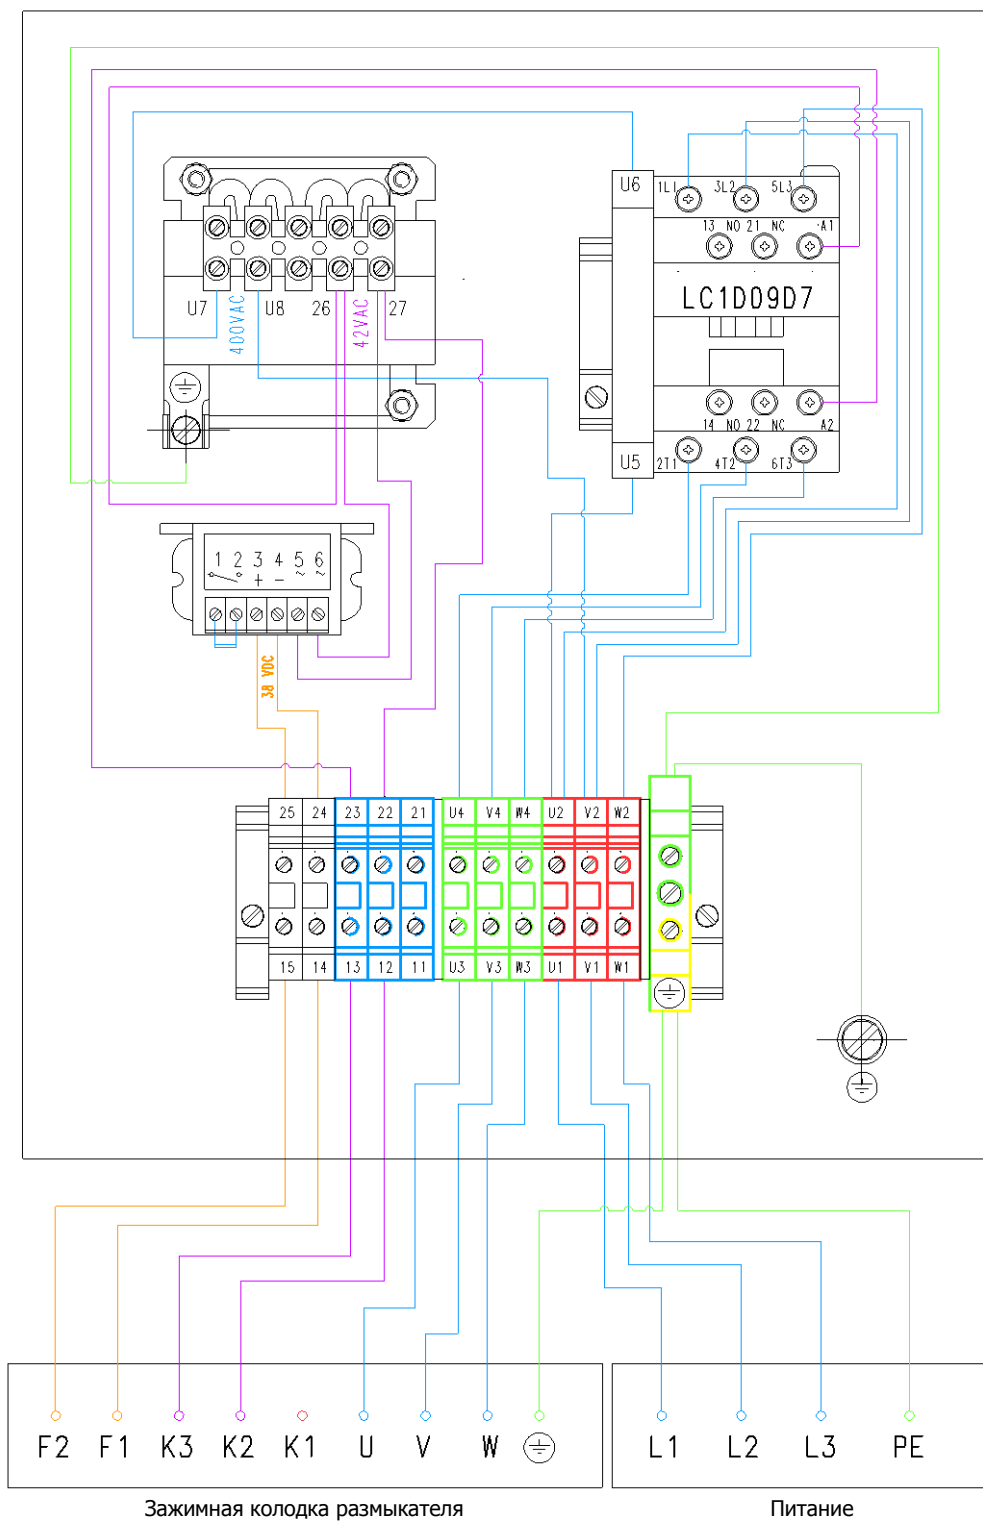 U6 1L1 3L2 5L3
13 NO 21 NC A1
LC1D09D7
U7 400VAC U8 26 42VAC 27
14 NO 22 NC A2
U5 2T1 4T2 6T3
1 2 3 4 5 6
+ − ~ ~
38 VDC
25 24 23 22 21 U4 V4 W4 U2 V2 W2
15 14 13 12 11 U3 V3 W3 U1 V1 W1
F2 F1 K3 K2 K1 U V W L1 L2 L3 PE
Зажимная колодка размыкателя Питание